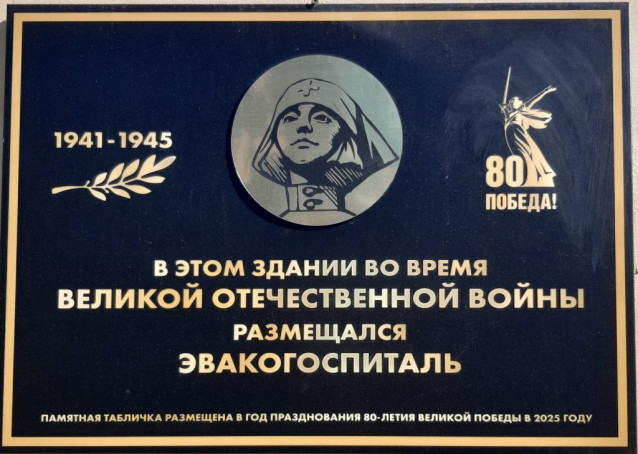 1941-1945
80
ПОБЕДА!
В ЭТОМ ЗДАНИИ ВО ВРЕМЯ
ВЕЛИКОЙ ОТЕЧЕСТВЕННОЙ ВОЙНЫ
РАЗМЕЩАЛСЯ
ЭВАКОГОСПИТАЛЬ
ПАМЯТНАЯ ТАБЛИЧКА РАЗМЕЩЕНА В ГОД ПРАЗДНОВАНИЯ 80-ЛЕТИЯ ВЕЛИКОЙ ПОБЕДЫ В 2025 ГОДУ